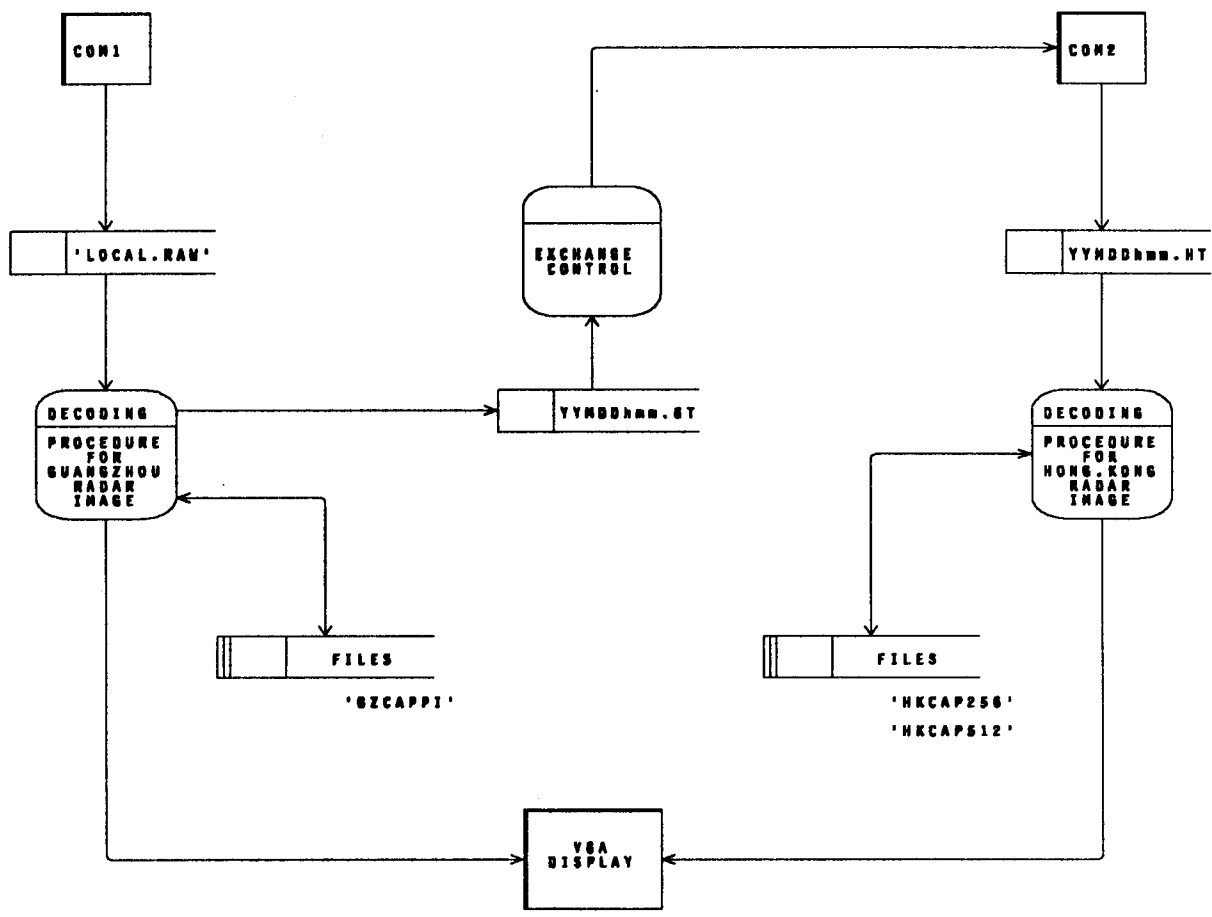 COM1
COM2
'LOCAL.RAW'
EXCHANGE
CONTROL
YYMDDhmm.HT
DECODING
PROCEDURE
FOR
GUANGZHOU
RADAR
IMAGE
YYMDDhmm.GT
DECODING
PROCEDURE
FOR
HONG.KONG
RADAR
IMAGE
FILES
'GZCAPPI'
FILES
'HKCAP256'
'HKCAP512'
VGA
DISPLAY